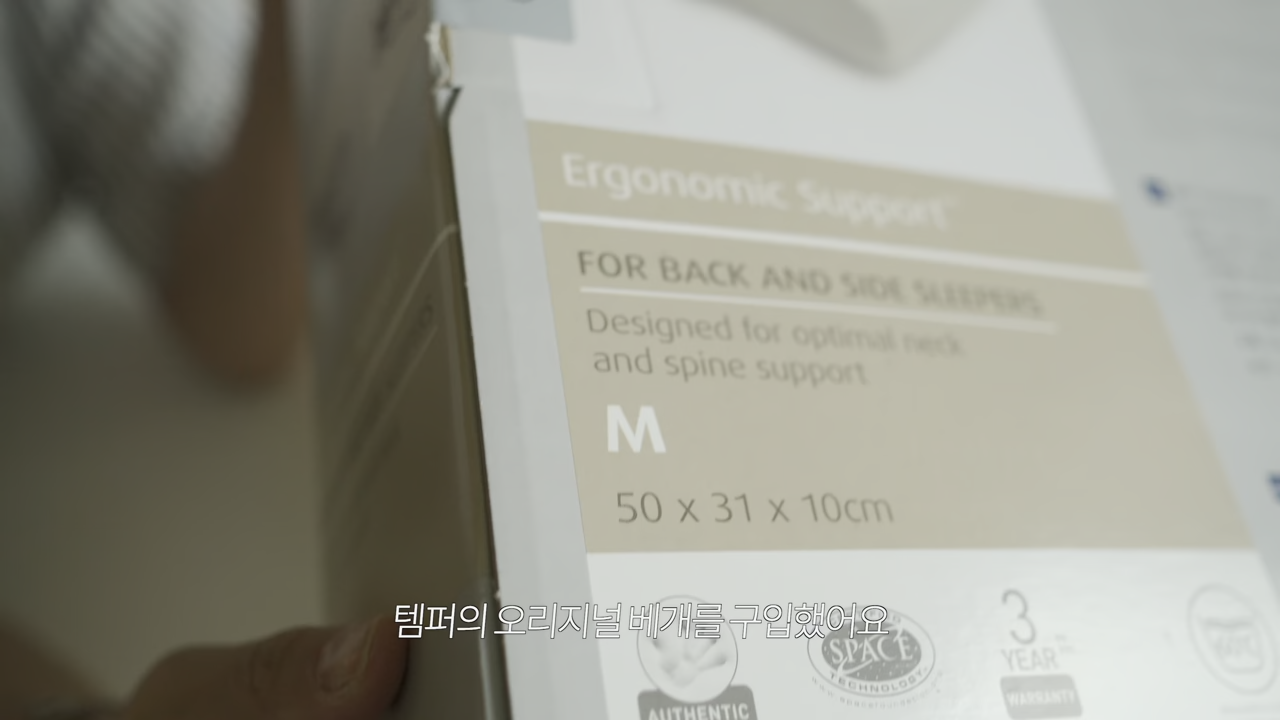 Ergonomic Support™
FOR BACK AND SIDE SLEEPERS
Designed for optimal neck
and spine support
M
50 x 31 x 10cm
템퍼의 오리지널 베개를 구입했어요
SPACE
TECHNOLOGY
3
YEAR
WARRANTY
AUTHENTIC